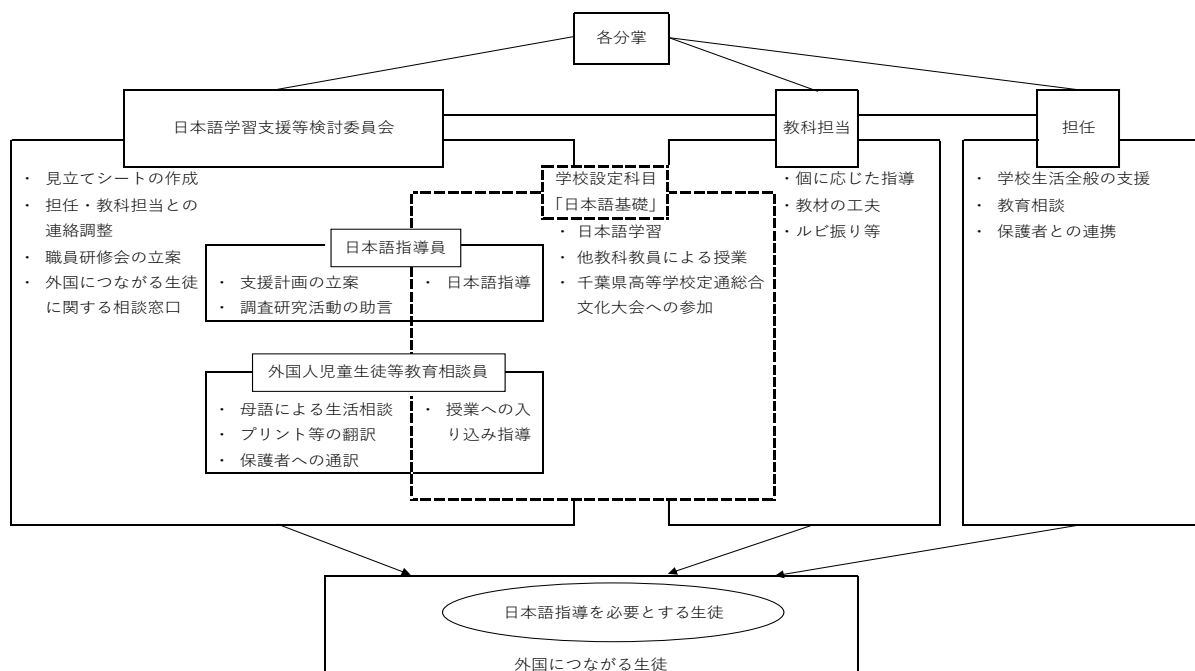 各分掌
日本語学習支援等検討委員会
教科担当
担任
・ 見立てシートの作成
・ 担任・教科担当との
連絡調整
・ 職員研修会の立案
・ 外国につながる生徒
に関する相談窓口
日本語指導員
・ 支援計画の立案
・ 調査研究活動の助言
・ 日本語指導
外国人児童生徒等教育相談員
・ 母語による生活相談
・ プリント等の翻訳
・ 保護者への通訳
・ 授業への入
り込み指導
学校設定科目
「日本語基礎」
・ 日本語学習
・ 他教科教員による授業
・ 千葉県高等学校定通総合
文化大会への参加
・個に応じた指導
・教材の工夫
・ルビ振り等
・ 学校生活全般の支援
・ 教育相談
・ 保護者との連携
日本語指導を必要とする生徒
外国につながる生徒